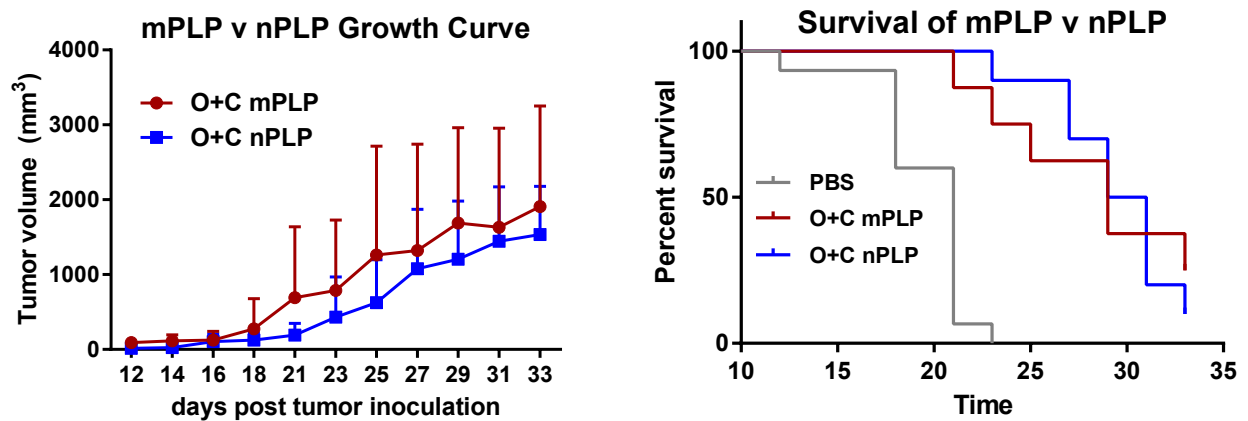 mPLP v nPLP Growth Curve
4000
3000
2000
1000
0
Tumor volume (mm³)
O+C mPLP
O+C nPLP
12 14 16 18 21 23 25 27 29 31 33
days post tumor inoculation
Survival of mPLP v nPLP
100
50
0
Percent survival
PBS
O+C mPLP
O+C nPLP
10 15 20 25 30 35
Time